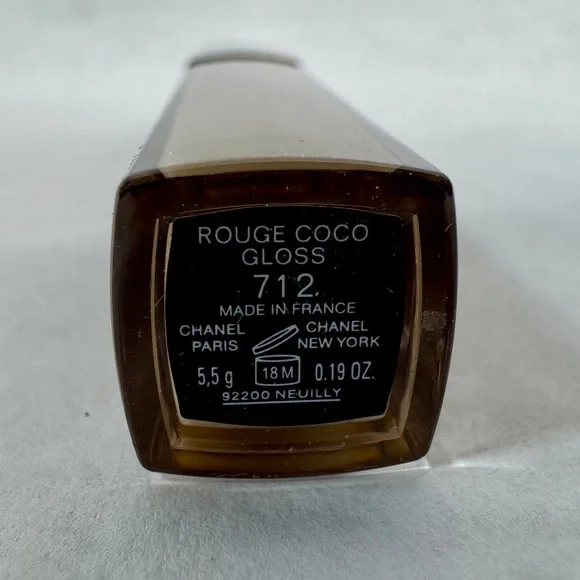 ROUGE COCO
GLOSS
712
MADE IN FRANCE
CHANEL PARIS
CHANEL NEW YORK
5,5 g 18 M 0.19 OZ.
92200 NEUILLY